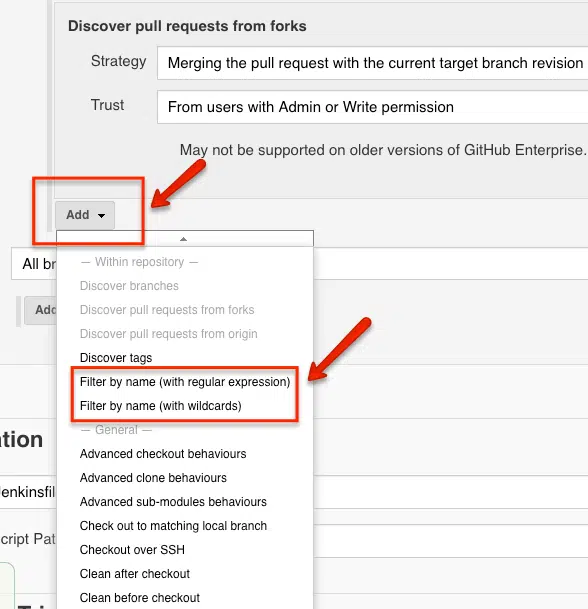 Discover pull requests from forks
Strategy
Merging the pull request with the current target branch revision
Trust
From users with Admin or Write permission
May not be supported on older versions of GitHub Enterprise.
Add
— Within repository —
All br
Discover branches
Add
Discover pull requests from forks
Discover pull requests from origin
Discover tags
Filter by name (with regular expression)
Filter by name (with wildcards)
— General —
ation
Advanced checkout behaviours
Advanced clone behaviours
Jenkinsfil
Advanced sub-modules behaviours
Check out to matching local branch
cript Pat
Checkout over SSH
Clean after checkout
Clean before checkout